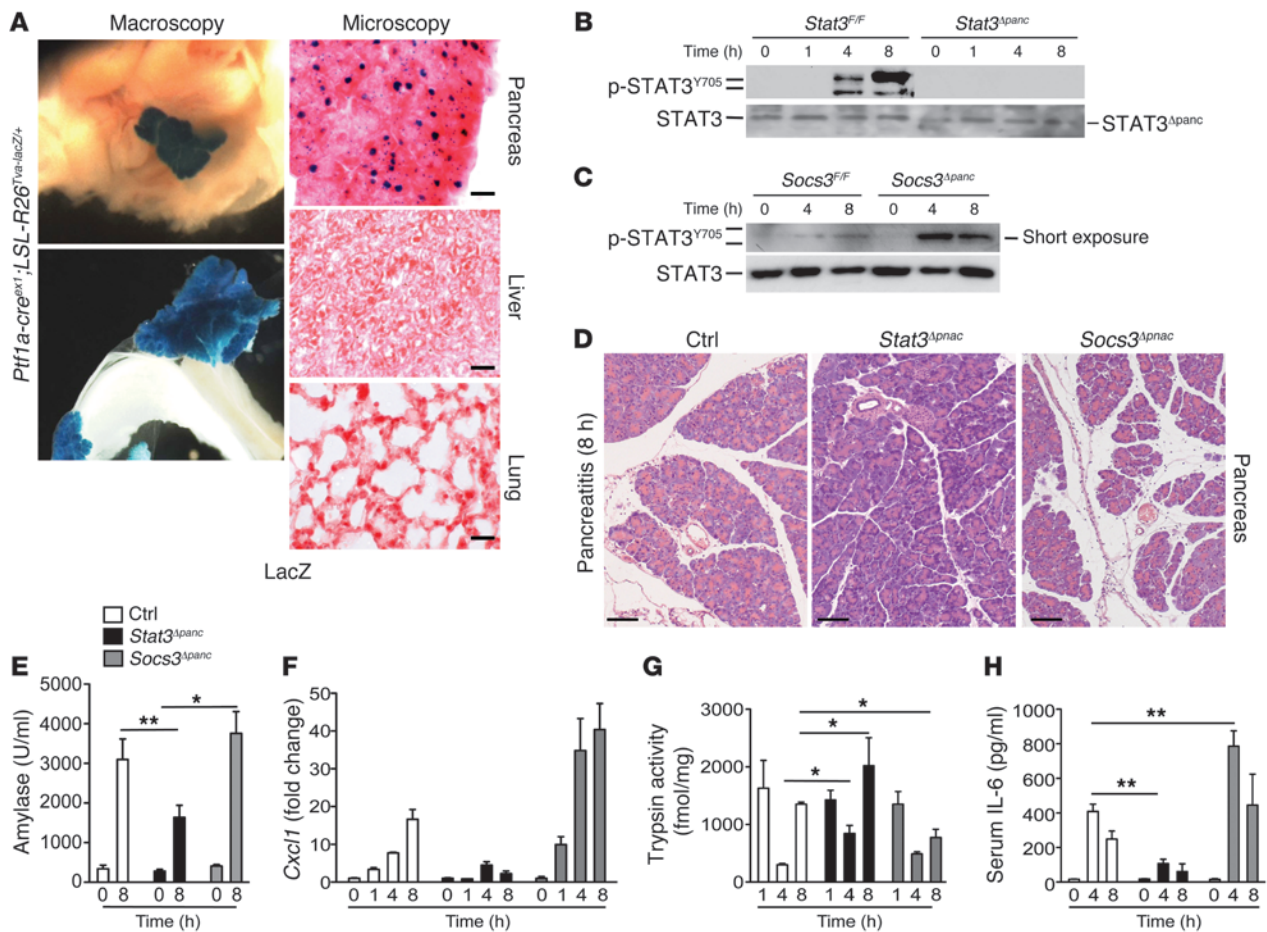 A
Macroscopy
Microscopy
Ptf1a-cre^ex1;LSL-R26^Tva-lacZ/+
Pancreas
Liver
Lung
LacZ
B
Stat3^F/F
Stat3^Δpanc
Time (h) 0 1 4 8 0 1 4 8
p-STAT3^Y705
STAT3
STAT3^Δpanc
C
Socs3^F/F
Socs3^Δpanc
Time (h) 0 4 8 0 4 8
p-STAT3^Y705
Short exposure
STAT3
D
Ctrl
Stat3^Δpnac
Socs3^Δpnac
Pancreatitis (8 h)
Pancreas
Ctrl
Stat3^Δpanc
Socs3^Δpanc
E
Amylase (U/ml)
5000
4000
3000
2000
1000
0
**
*
0 8 0 8 0 8
Time (h)
F
Cxcl1 (fold change)
50
40
20
10
0
0 1 4 8 0 1 4 8 0 1 4 8
Time (h)
G
Trypsin activity
(fmol/mg)
3000
2000
1000
0
*
*
*
1 4 8 1 4 8 1 4 8
Time (h)
H
Serum IL-6 (pg/ml)
1000
800
600
400
200
0
**
**
0 4 8 0 4 8 0 4 8
Time (h)